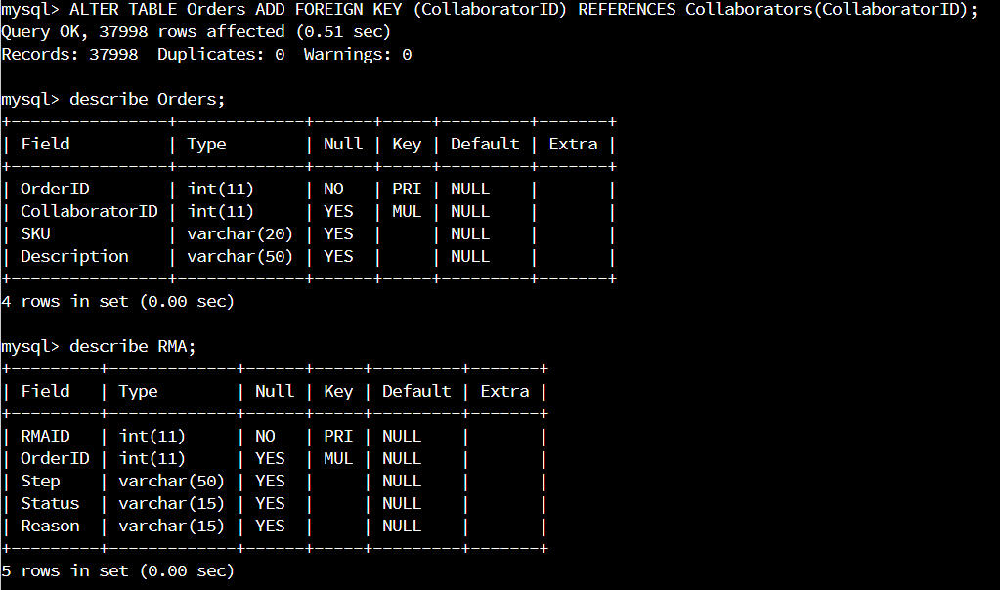 mysql> ALTER TABLE Orders ADD FOREIGN KEY (CollaboratorID) REFERENCES Collaborators(CollaboratorID);
Query OK, 37998 rows affected (0.51 sec)
Records: 37998  Duplicates: 0  Warnings: 0

mysql> describe Orders;
+----------------+-------------+------+-----+---------+-------+
| Field          | Type        | Null | Key | Default | Extra |
+----------------+-------------+------+-----+---------+-------+
| OrderID        | int(11)     | NO   | PRI | NULL    |       |
| CollaboratorID | int(11)     | YES  | MUL | NULL    |       |
| SKU            | varchar(20) | YES  |     | NULL    |       |
| Description    | varchar(50) | YES  |     | NULL    |       |
+----------------+-------------+------+-----+---------+-------+
4 rows in set (0.00 sec)

mysql> describe RMA;
+---------+-------------+------+-----+---------+-------+
| Field   | Type        | Null | Key | Default | Extra |
+---------+-------------+------+-----+---------+-------+
| RMAID   | int(11)     | NO   | PRI | NULL    |       |
| OrderID | int(11)     | YES  | MUL | NULL    |       |
| Step    | varchar(50) | YES  |     | NULL    |       |
| Status  | varchar(15) | YES  |     | NULL    |       |
| Reason  | varchar(15) | YES  |     | NULL    |       |
+---------+-------------+------+-----+---------+-------+
5 rows in set (0.00 sec)